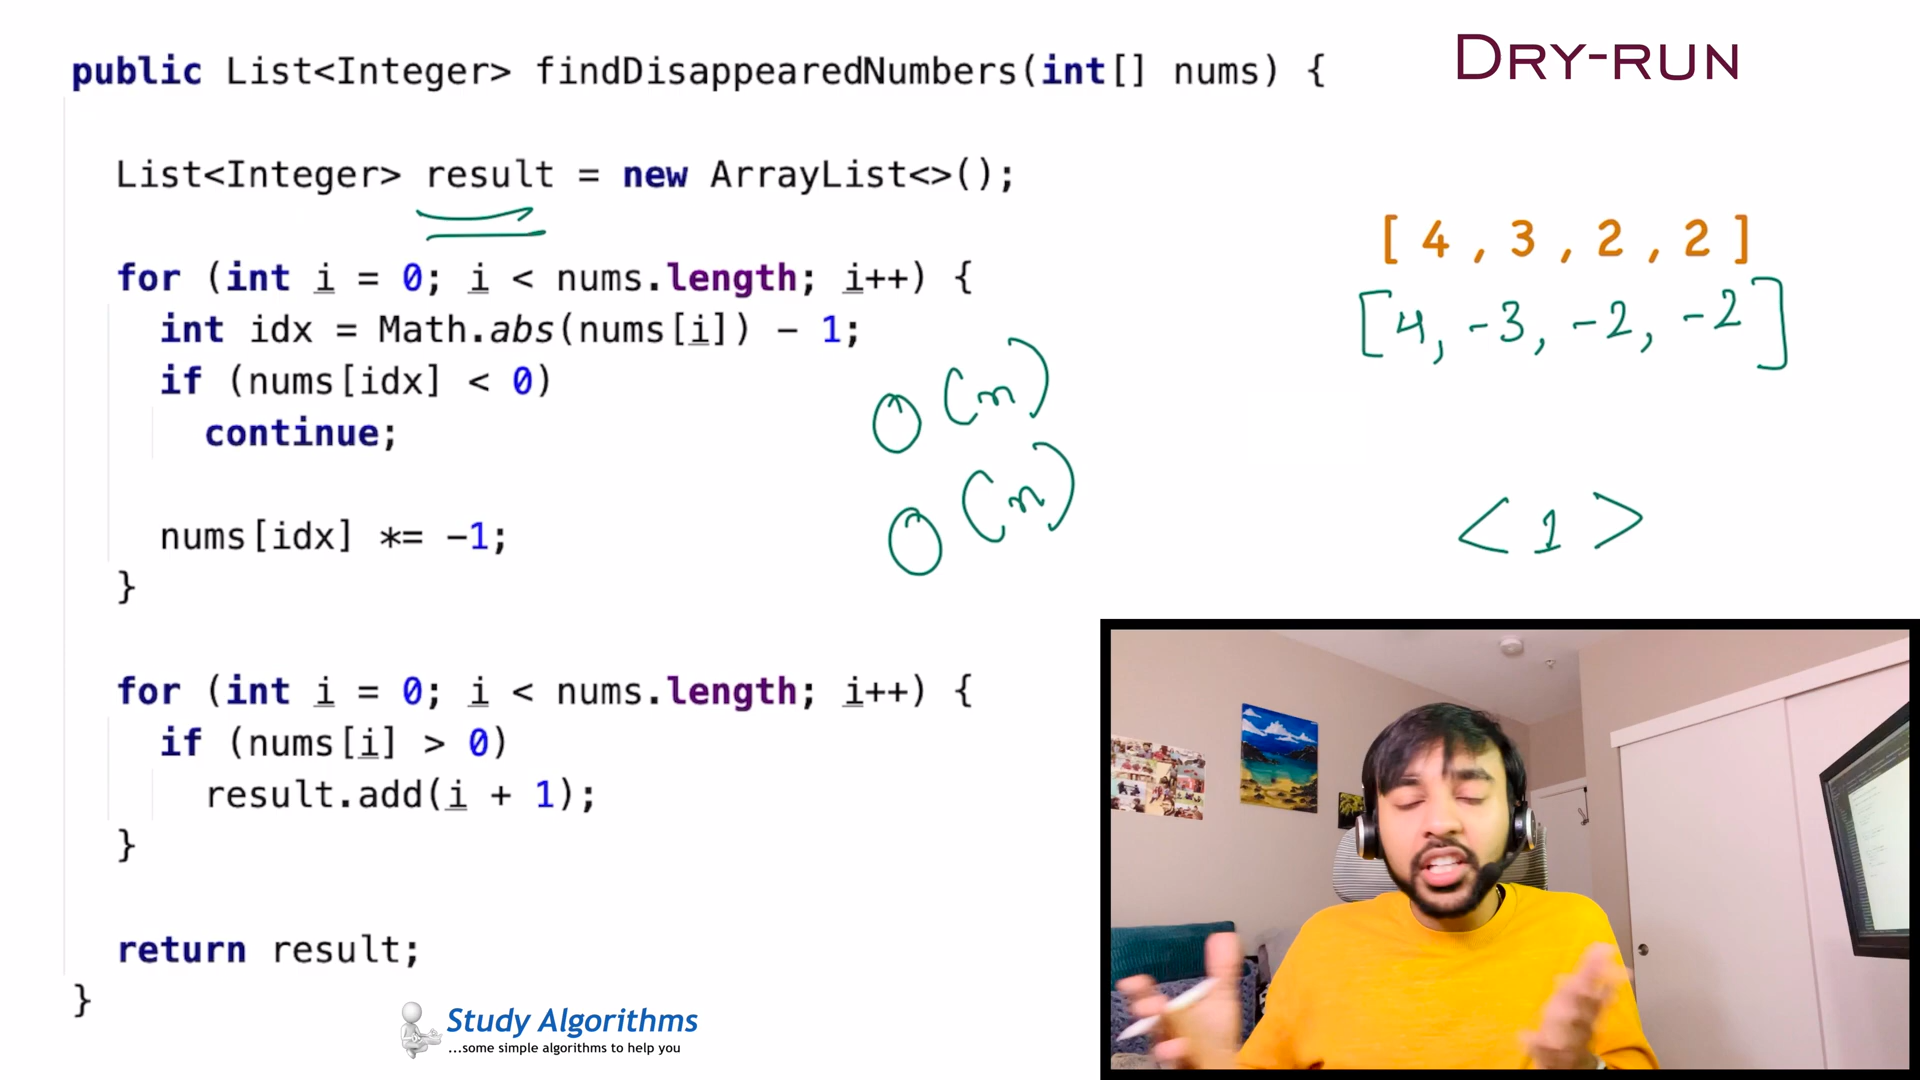 public List<Integer> findDisappearedNumbers(int[] nums) {
List<Integer> result = new ArrayList<>();
for (int i = 0; i < nums.length; i++) {
int idx = Math.abs(nums[i]) - 1;
if (nums[idx] < 0)
continue;
nums[idx] *= -1;
}
for (int i = 0; i < nums.length; i++) {
if (nums[i] > 0)
result.add(i + 1);
}
return result;
}
O(n)
O(n)
DRY-RUN
[ 4 , 3 , 2 , 2 ]
[4, -3, -2, -2]
< 1 >
Study Algorithms
...some simple algorithms to help you